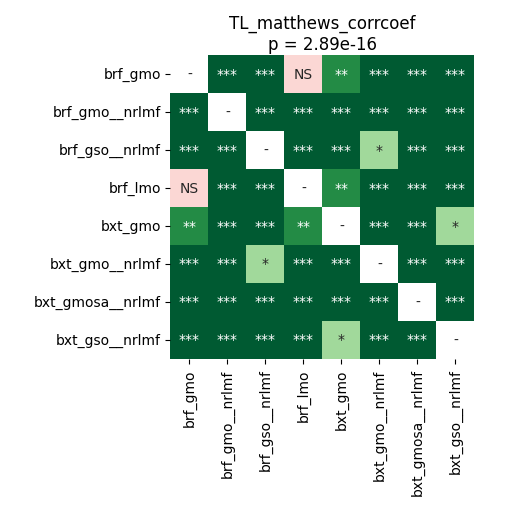 TL_matthews_corrcoef
p = 2.89e-16
brf_gmo - *** *** NS ** *** *** ***
brf_gmo__nrlmf *** - *** *** *** *** *** ***
brf_gso__nrlmf *** *** - *** *** * *** ***
brf_lmo NS *** *** - ** *** *** ***
bxt_gmo ** *** *** ** - *** *** *
bxt_gmo__nrlmf *** *** * *** *** - *** ***
bxt_gmosa__nrlmf *** *** *** *** *** *** - ***
bxt_gso__nrlmf *** *** *** *** * *** *** -
brf_gmo
brf_gmo__nrlmf
brf_gso__nrlmf
brf_lmo
bxt_gmo
bxt_gmo__nrlmf
bxt_gmosa__nrlmf
bxt_gso__nrlmf